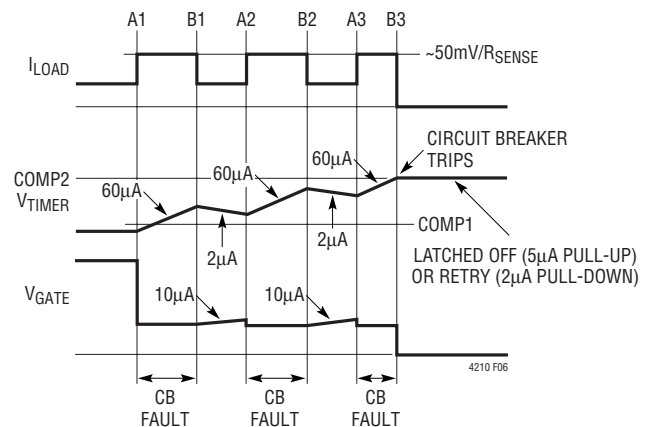 A1 B1 A2 B2 A3 B3
I LOAD
~50mV/RSENSE
CIRCUIT BREAKER
TRIPS
COMP2
VTIMER
60µA
60µA
60µA
COMP1
2µA
2µA
LATCHED OFF (5µA PULL-UP)
OR RETRY (2µA PULL-DOWN)
VGATE
10µA
10µA
4210 F06
CB
FAULT
CB
FAULT
CB
FAULT